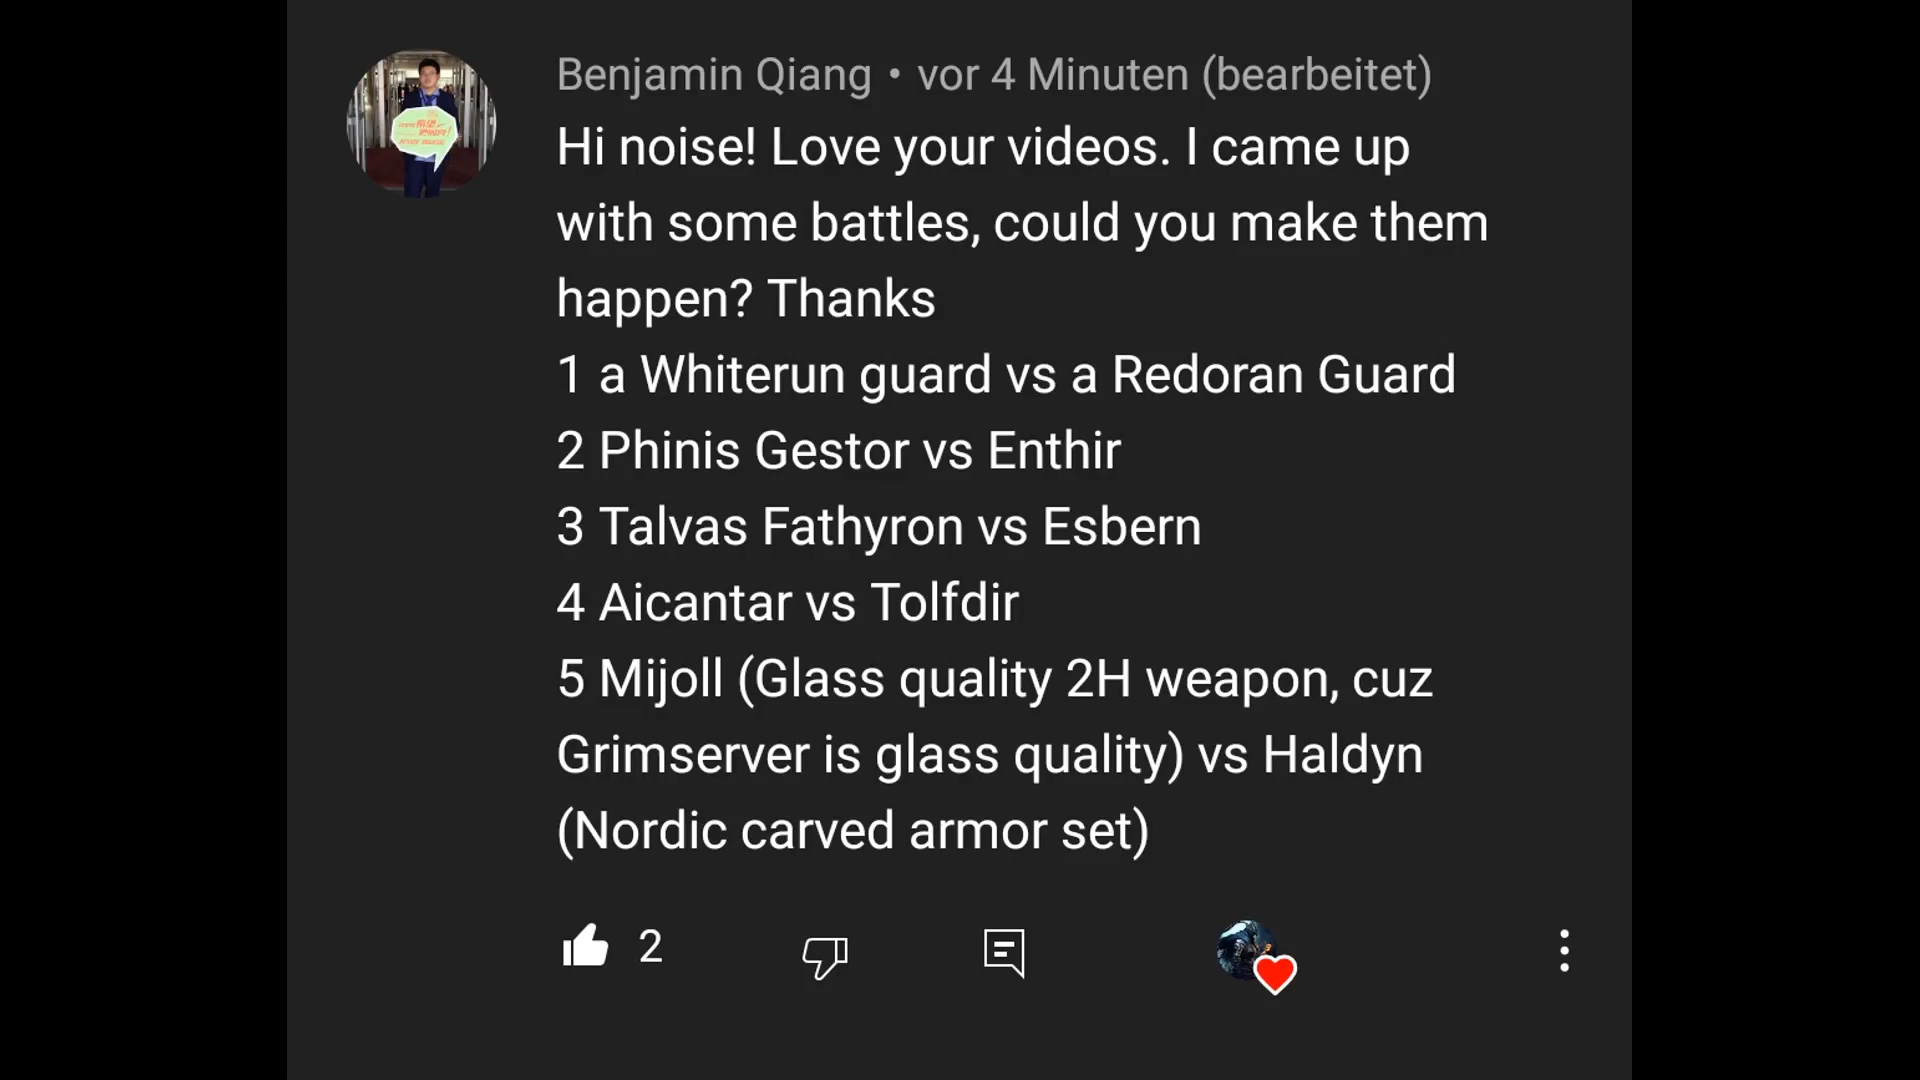 Benjamin Qiang • vor 4 Minuten (bearbeitet)
Hi noise! Love your videos. I came up
with some battles, could you make them
happen? Thanks
1 a Whiterun guard vs a Redoran Guard
2 Phinis Gestor vs Enthir
3 Talvas Fathyron vs Esbern
4 Aicantar vs Tolfdir
5 Mijoll (Glass quality 2H weapon, cuz
Grimserver is glass quality) vs Haldyn
(Nordic carved armor set)
2